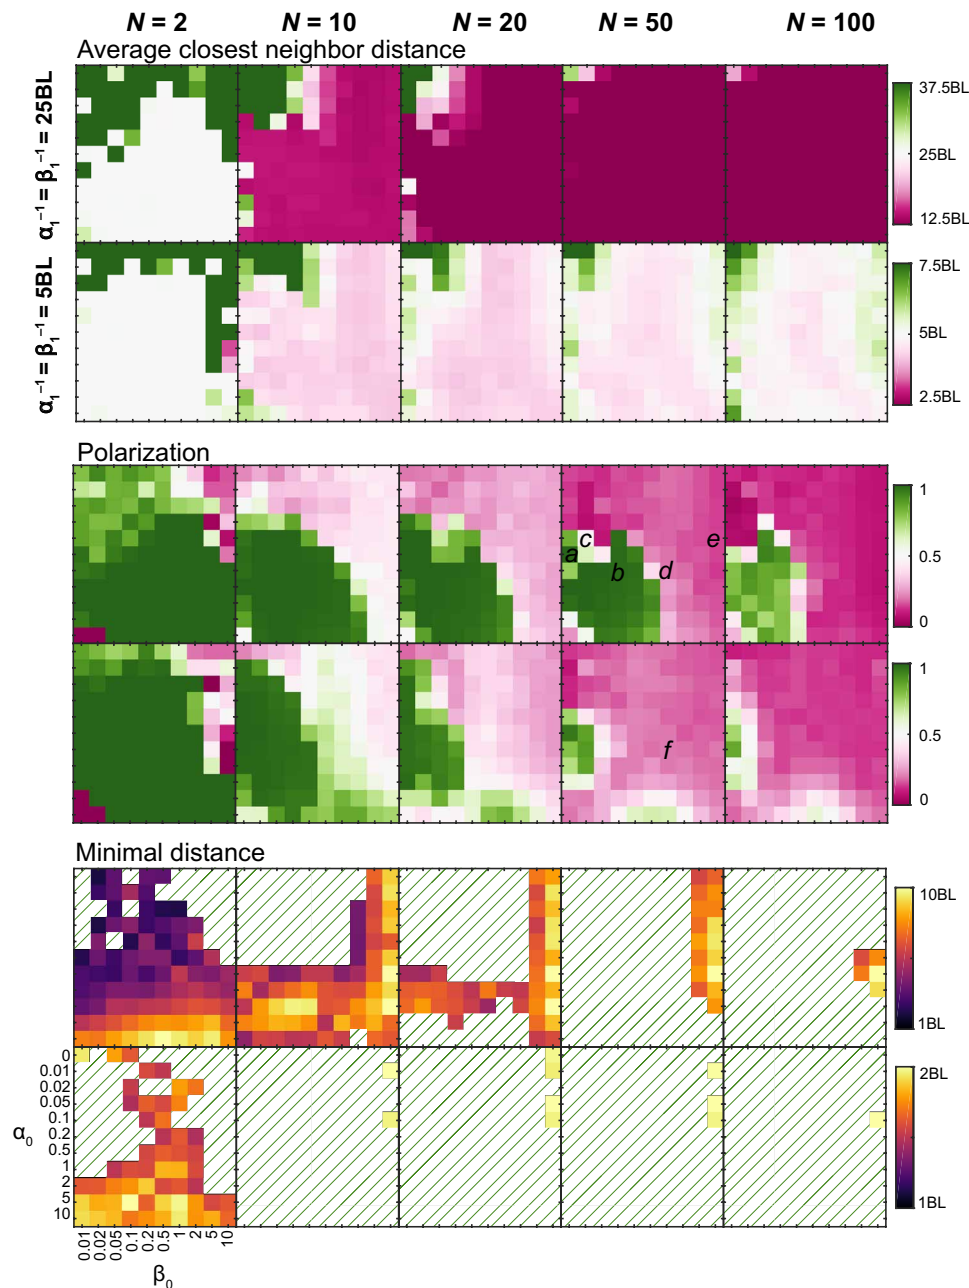 N = 2 N = 10 N = 20 N = 50 N = 100
Average closest neighbor distance
α₁⁻¹ = β₁⁻¹ = 25BL
37.5BL
25BL
12.5BL
α₁⁻¹ = β₁⁻¹ = 5BL
7.5BL
5BL
2.5BL
Polarization
1
0.5
0
a
b
c
d
e
1
0.5
0
f
Minimal distance
10BL
1BL
2BL
1BL
α₀
0
0.01
0.02
0.05
0.1
0.2
0.5
1
2
5
10
0.01 0.02 0.05 0.1 0.2 0.5 1 2 5 10
β₀